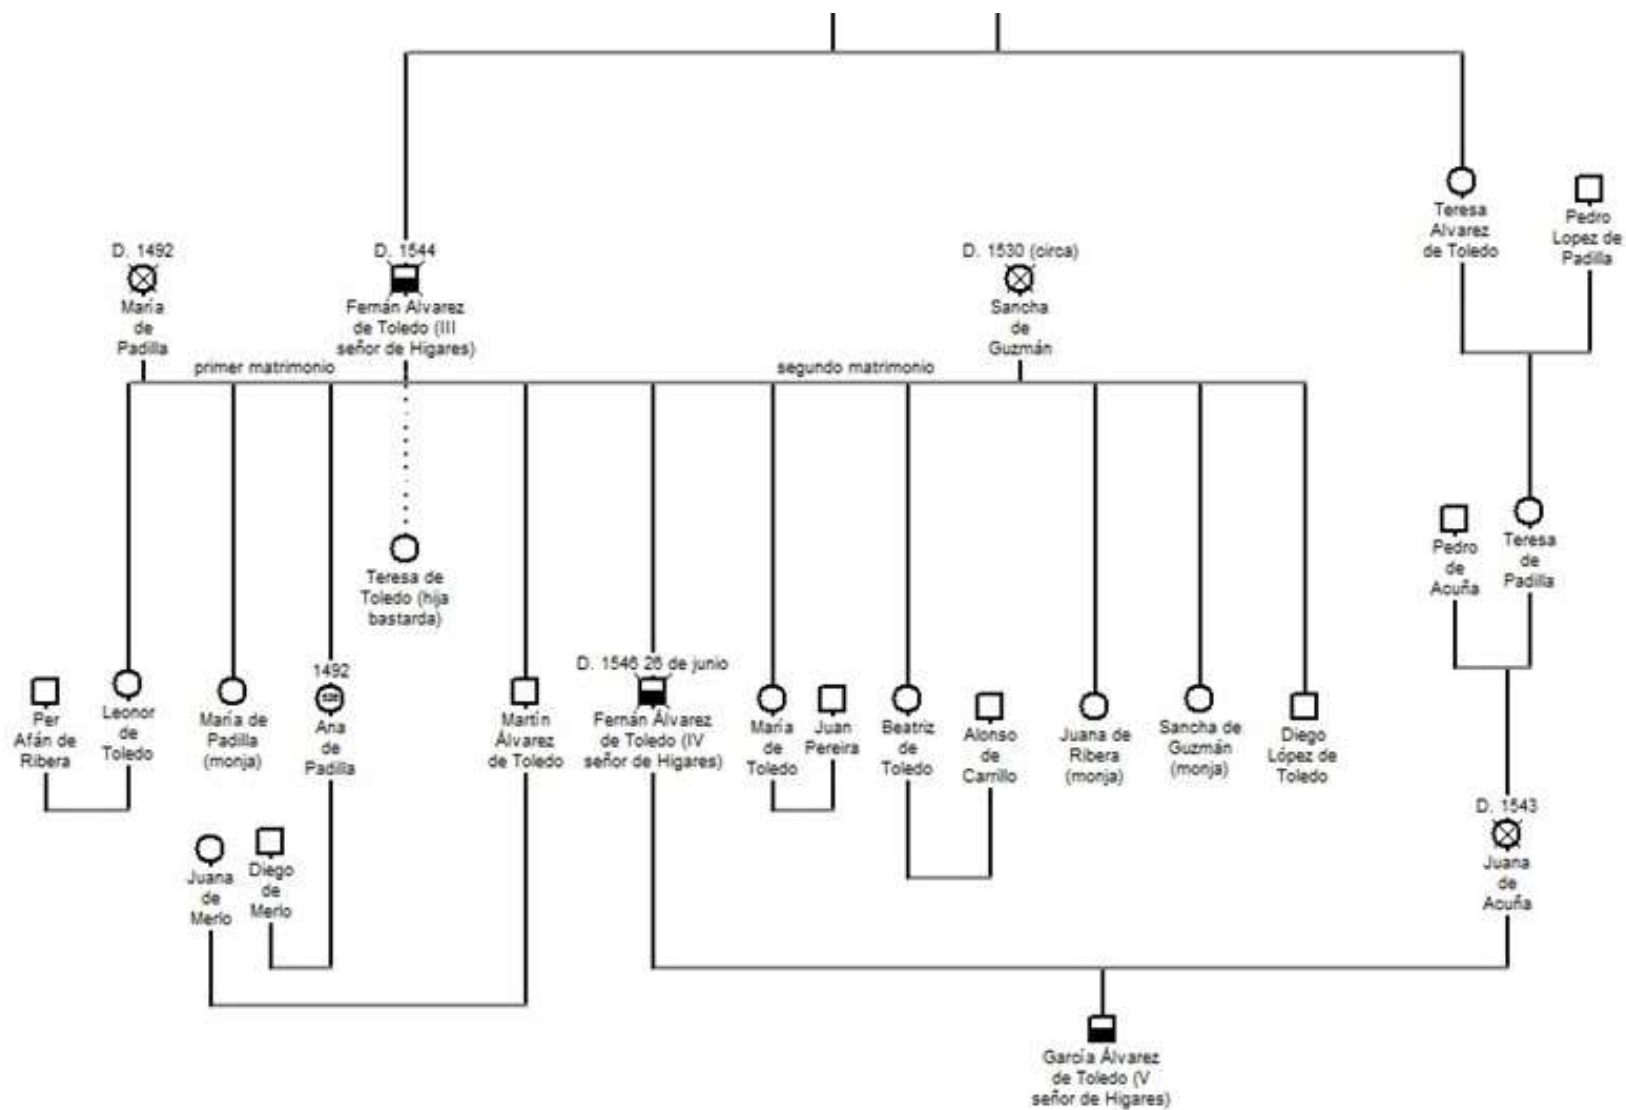 Teresa
Alvarez
de Toledo
Pedro
Lopez de
Padilla
D. 1492
María
de
Padilla
D. 1544
Fernán Alvarez
de Toledo (III
señor de Higares)
D. 1530 (circa)
Sancha
de
Guzmán
primer matrimonio
segundo matrimonio
Teresa de
Toledo (hija
bastarda)
Pedro
de
Acuña
Teresa
de
Padilla
Per
Afán de
Ribera
Leonor
de
Toledo
María de
Padilla
(monja)
1492
Ana
de
Padilla
Martín
Álvarez
de Toledo
D. 1546 26 de junio
Fernán Álvarez
de Toledo (IV
señor de Higares)
María
de
Toledo
Juan
Pereira
Beatriz
de
Toledo
Alonso
de
Carrillo
Juana de
Ribera
(monja)
Sancha de
Guzmán
(monja)
Diego
López de
Toledo
Juana
de
Merlo
Diego
de
Merlo
D. 1543
Juana
de
Acuña
García Álvarez
de Toledo (V
señor de Higares)